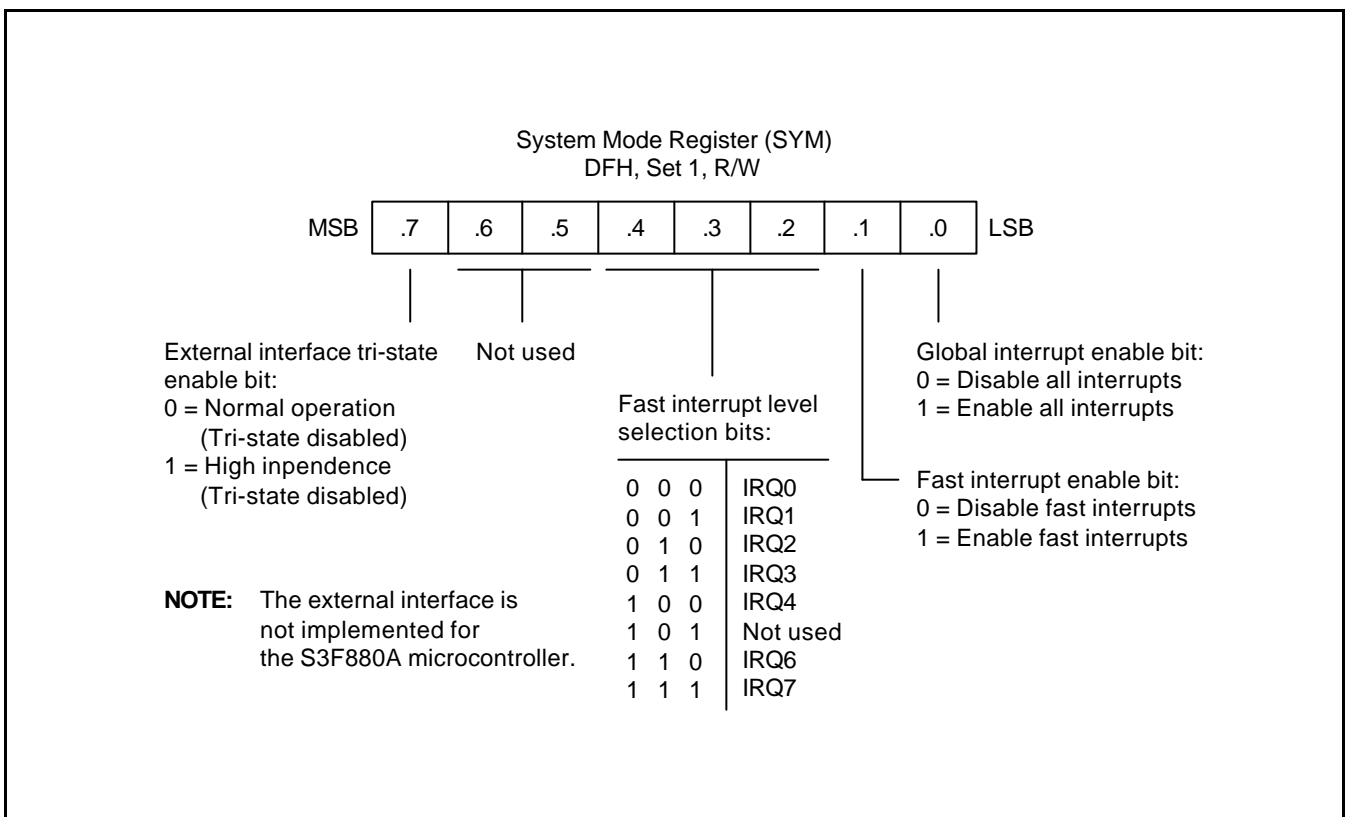 System Mode Register (SYM)
DFH, Set 1, R/W
MSB .7 .6 .5 .4 .3 .2 .1 .0 LSB
External interface tri-state
enable bit:
0 = Normal operation
(Tri-state disabled)
1 = High inpendence
(Tri-state disabled)
Not used
Fast interrupt level
selection bits:
0 0 0 IRQ0
0 0 1 IRQ1
0 1 0 IRQ2
0 1 1 IRQ3
1 0 0 IRQ4
1 0 1 Not used
1 1 0 IRQ6
1 1 1 IRQ7
Global interrupt enable bit:
0 = Disable all interrupts
1 = Enable all interrupts
Fast interrupt enable bit:
0 = Disable fast interrupts
1 = Enable fast interrupts
NOTE: The external interface is
not implemented for
the S3F880A microcontroller.